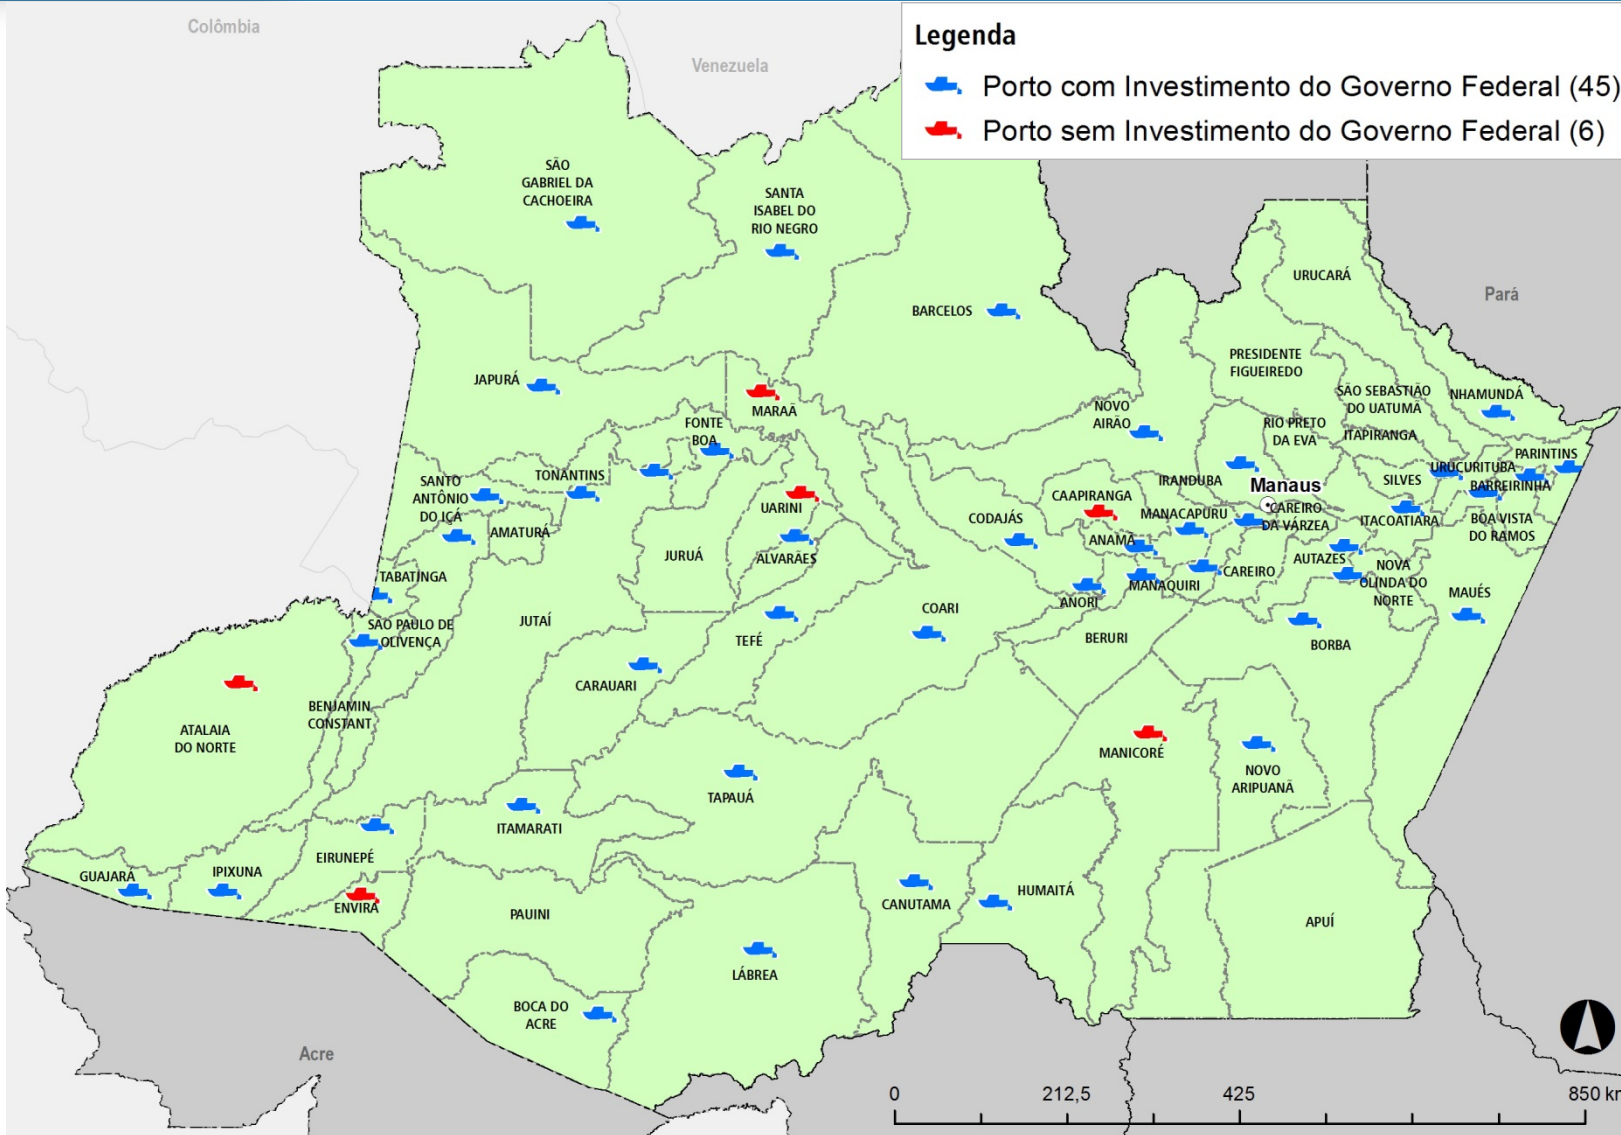 Colômbia
Venezuela
Legenda
Porto com Investimento do Governo Federal (45)
Porto sem Investimento do Governo Federal (6)
SÃO
GABRIEL DA
CACHOEIRA
SANTA
ISABEL DO
RIO NEGRO
BARCELOS
URUCARÁ
Pará
PRESIDENTE
FIGUEIREDO
JAPURÁ
MARAÃ
FONTE
BOA
NOVO
AIRÃO
SÃO SEBASTIÃO
DO UATUMÃ
NHAMUNDÁ
RIO PRETO
DA EVA
ITAPIRANGA
PARINTINS
SANTO
ANTÔNIO
DO IÇÁ
TONANTINS
UARINI
CAAPIRANGA
IRANDUBA
Manaus
SILVES
URUCURITUBA
BARREIRINHA
CODAJÁS
MANACAPURU
CAREIRO
DA VÁRZEA
ITACOATIARA
BOA VISTA
DO RAMOS
AMATURÁ
JURUÁ
ALVARÃES
ANAMÃ
AUTAZES
NOVA
OLINDA DO
NORTE
TABATINGA
MANAQUIRI
CAREIRO
MAUÉS
SÃO PAULO DE
OLIVENÇA
JUTAÍ
TEFÉ
COARI
ANORI
BERURI
BORBA
CARAUARI
BENJAMIN
CONSTANT
ATALAIA
DO NORTE
MANICORÉ
NOVO
ARIPUANÃ
TAPAUÁ
ITAMARATI
EIRUNEPÉ
GUAJARÁ
IPIXUNA
ENVIRA
PAUINI
CANUTAMA
HUMAITÁ
APUÍ
LÁBREA
BOCA DO
ACRE
Acre
0 212,5 425 850 km